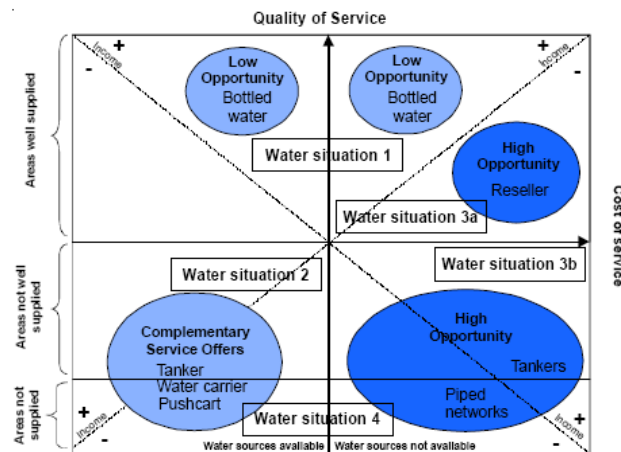 Quality of Service
Income
+
-
Low
Opportunity
Bottled
water
Low
Opportunity
Bottled
water
+
-
Income
High
Opportunity
Reseller
Water situation 1
Water situation 3a
Areas well supplied
Cost of service
Water situation 2
Water situation 3b
Areas not well
supplied
Complementary
Service Offers
Tanker
Water carrier
Pushcart
High
Opportunity
Tankers
Piped
networks
Areas not
supplied
Water situation 4
+
-
Income
Income
+
-
Water sources available
Water sources not available